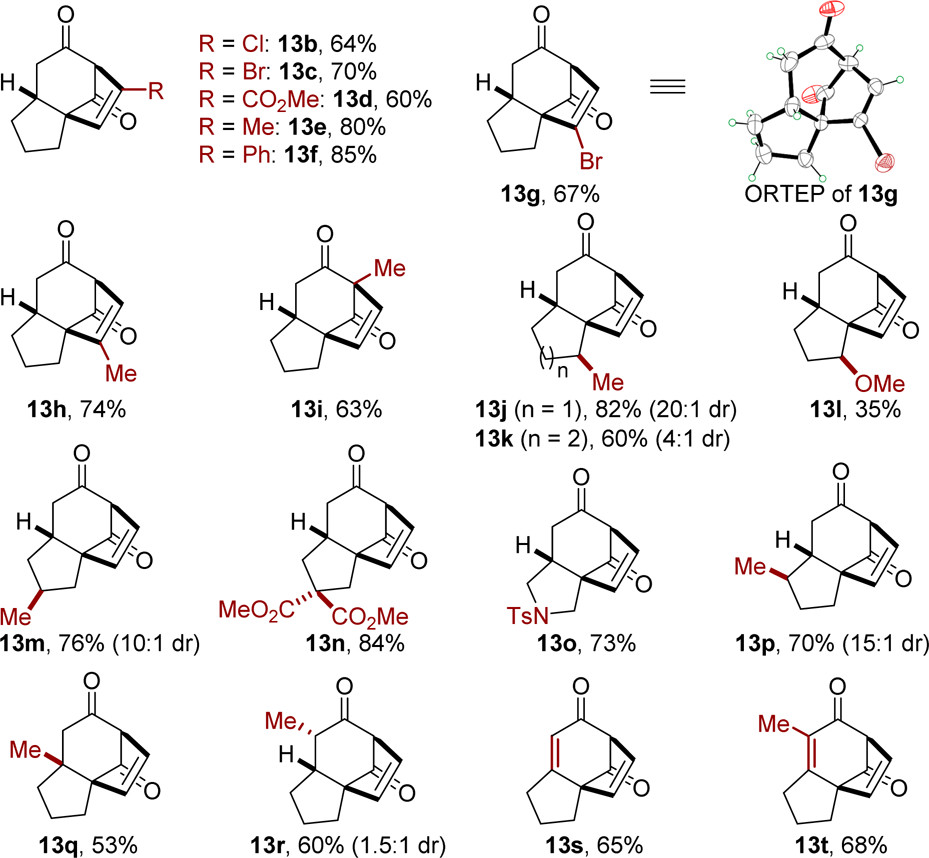 O
H
O
R
R = Cl: 13b, 64%
R = Br: 13c, 70%
R = CO₂Me: 13d, 60%
R = Me: 13e, 80%
R = Ph: 13f, 85%
O
H
O
Br
13g, 67%
ORTEP of 13g
O
H
O
Me
13h, 74%
O
Me
H
O
13i, 63%
O
H
O
( )n
Me
13j (n = 1), 82% (20:1 dr)
13k (n = 2), 60% (4:1 dr)
O
H
O
OMe
13l, 35%
O
H
O
Me
13m, 76% (10:1 dr)
O
H
O
MeO₂C
CO₂Me
13n, 84%
O
H
O
TsN
13o, 73%
O
H
Me
O
13p, 70% (15:1 dr)
O
Me
O
13q, 53%
O
Me
H
O
13r, 60% (1.5:1 dr)
O
O
13s, 65%
O
Me
O
13t, 68%